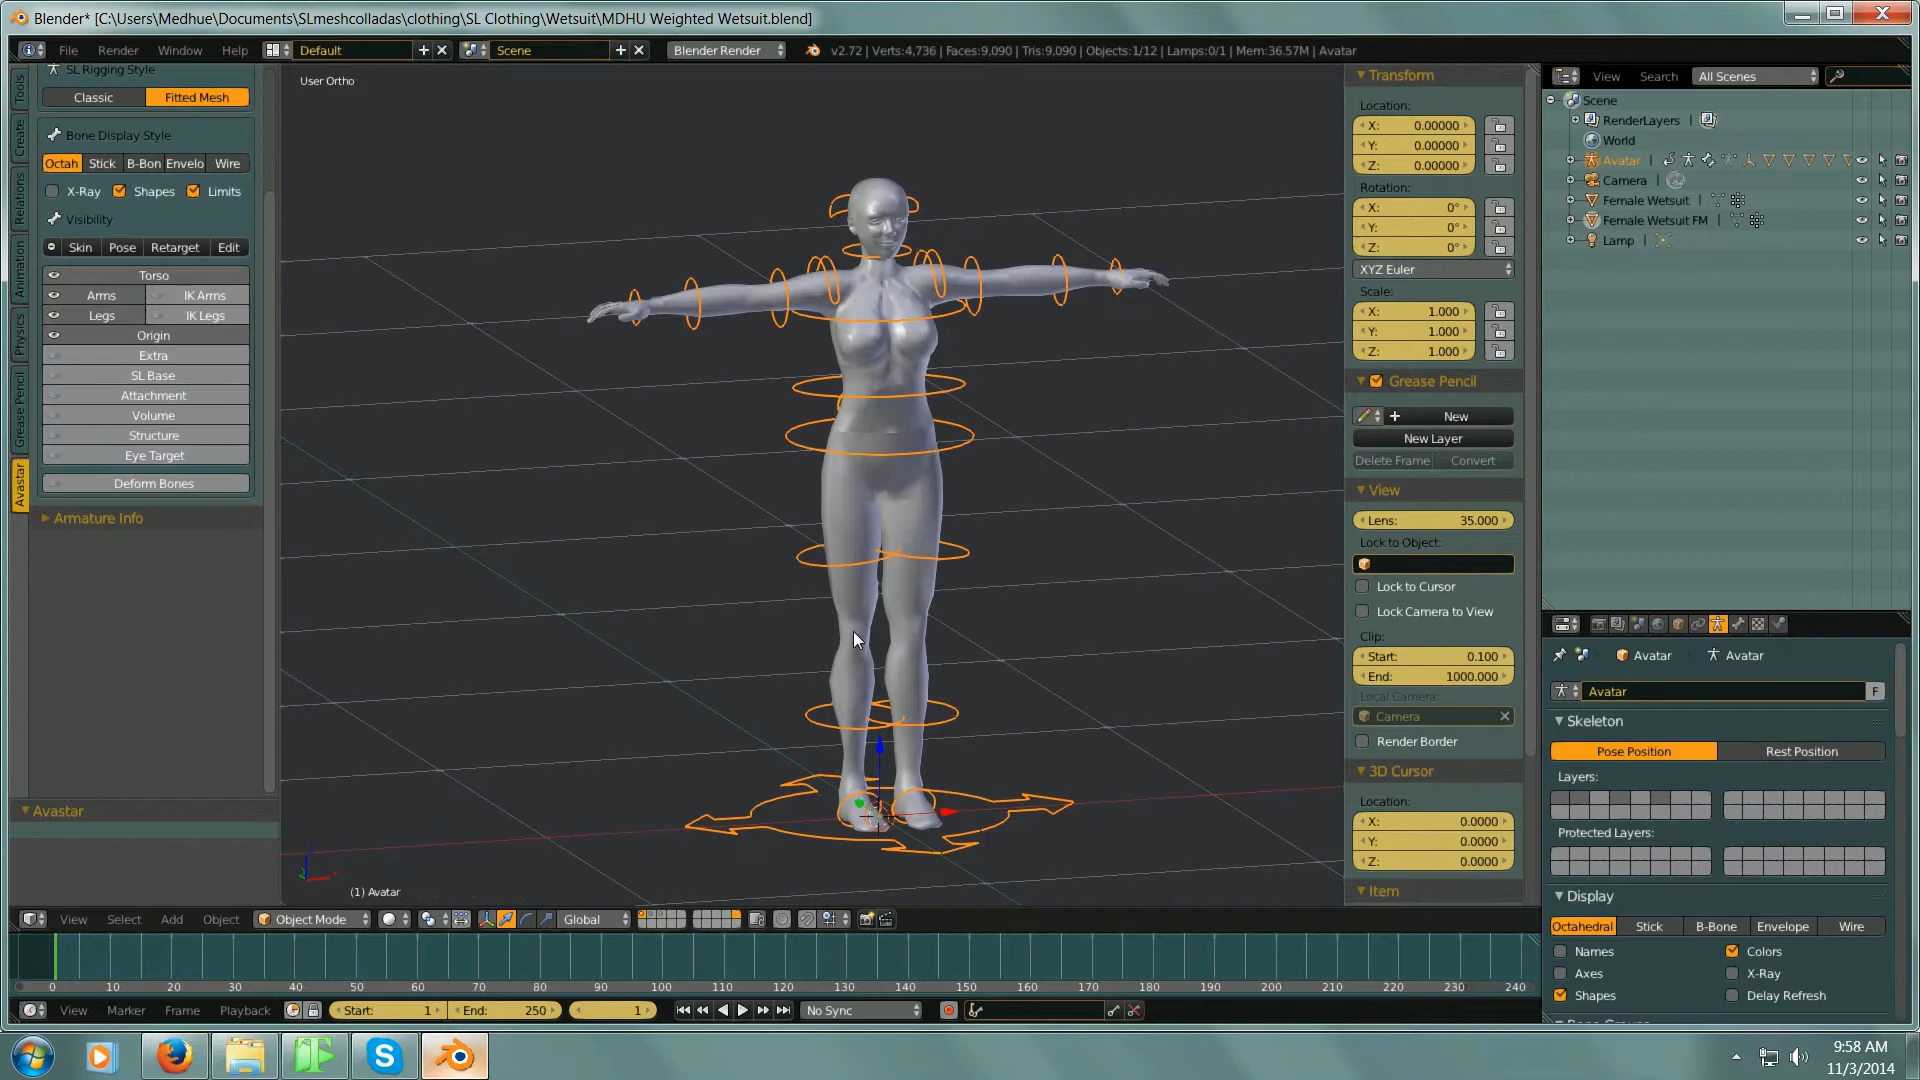 Blender* [C:\Users\Medhue\Documents\SLmeshcolladas\clothing\SL Clothing\Wetsuit\MDHU Weighted Wetsuit.blend]
File Render Window Help Default Scene Blender Render v2.72 | Verts:4,736 | Faces:9,090 | Tris:9,090 | Objects:1/12 | Lamps:0/1 | Mem:36.57M | Avatar
Tools
Create
Relations
Animation
Physics
Grease Pencil
Avastar
SL Rigging Style
Classic Fitted Mesh
Bone Display Style
Octah Stick B-Bon Envelo Wire
X-Ray Shapes Limits
Visibility
Skin Pose Retarget Edit
Torso
Arms IK Arms
Legs IK Legs
Origin
Extra
SL Base
Attachment
Volume
Structure
Eye Target
Deform Bones
Armature Info
Avastar
User Ortho
(1) Avatar
Transform
Location:
X: 0.00000
Y: 0.00000
Z: 0.00000
Rotation:
X: 0°
Y: 0°
Z: 0°
XYZ Euler
Scale:
X: 1.000
Y: 1.000
Z: 1.000
Grease Pencil
New
New Layer
Delete Frame Convert
View
Lens: 35.000
Lock to Object:
Lock to Cursor
Lock Camera to View
Clip:
Start: 0.100
End: 1000.000
Local Camera:
Camera
Render Border
3D Cursor
Location:
X: 0.0000
Y: 0.0000
Z: 0.0000
Item
View Search All Scenes
Scene
RenderLayers |
World
Avatar |
Camera |
Female Wetsuit |
Female Wetsuit FM |
Lamp |
Avatar Avatar
Avatar F
Skeleton
Pose Position Rest Position
Layers:
Protected Layers:
Display
Octahedral Stick B-Bone Envelope Wire
Names Colors
Axes X-Ray
Shapes Delay Refresh
View Select Add Object Object Mode Global
0 10 20 30 40 50 60 70 80 90 100 110 120 130 140 150 160 170 180 190 200 210 220 230 240
View Marker Frame Playback Start: 1 End: 250 1 No Sync
9:58 AM
11/3/2014